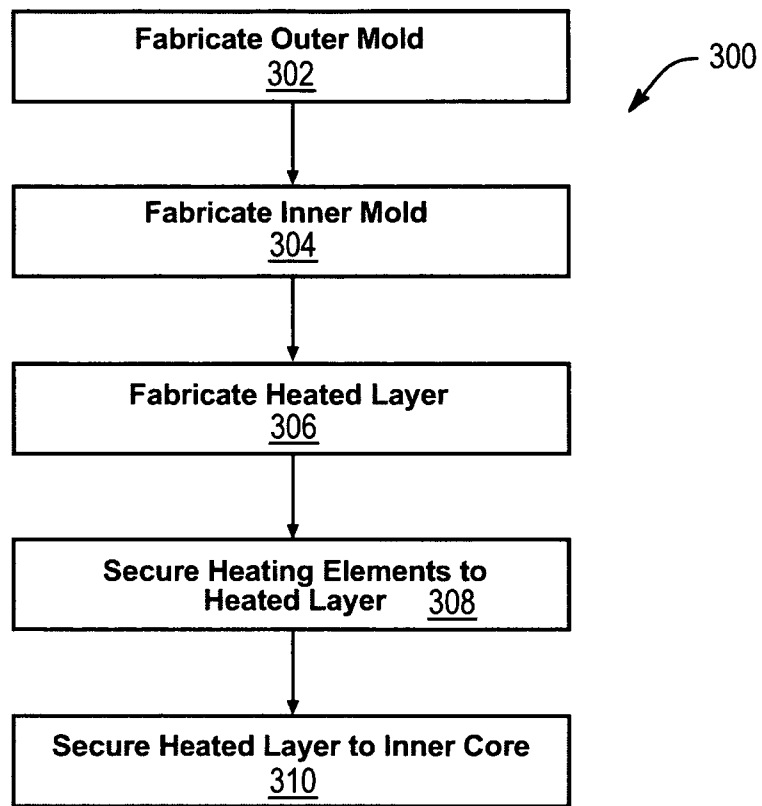 Fabricate Outer Mold
302
300
Fabricate Inner Mold
304
Fabricate Heated Layer
306
Secure Heating Elements to
Heated Layer 308
Secure Heated Layer to Inner Core
310